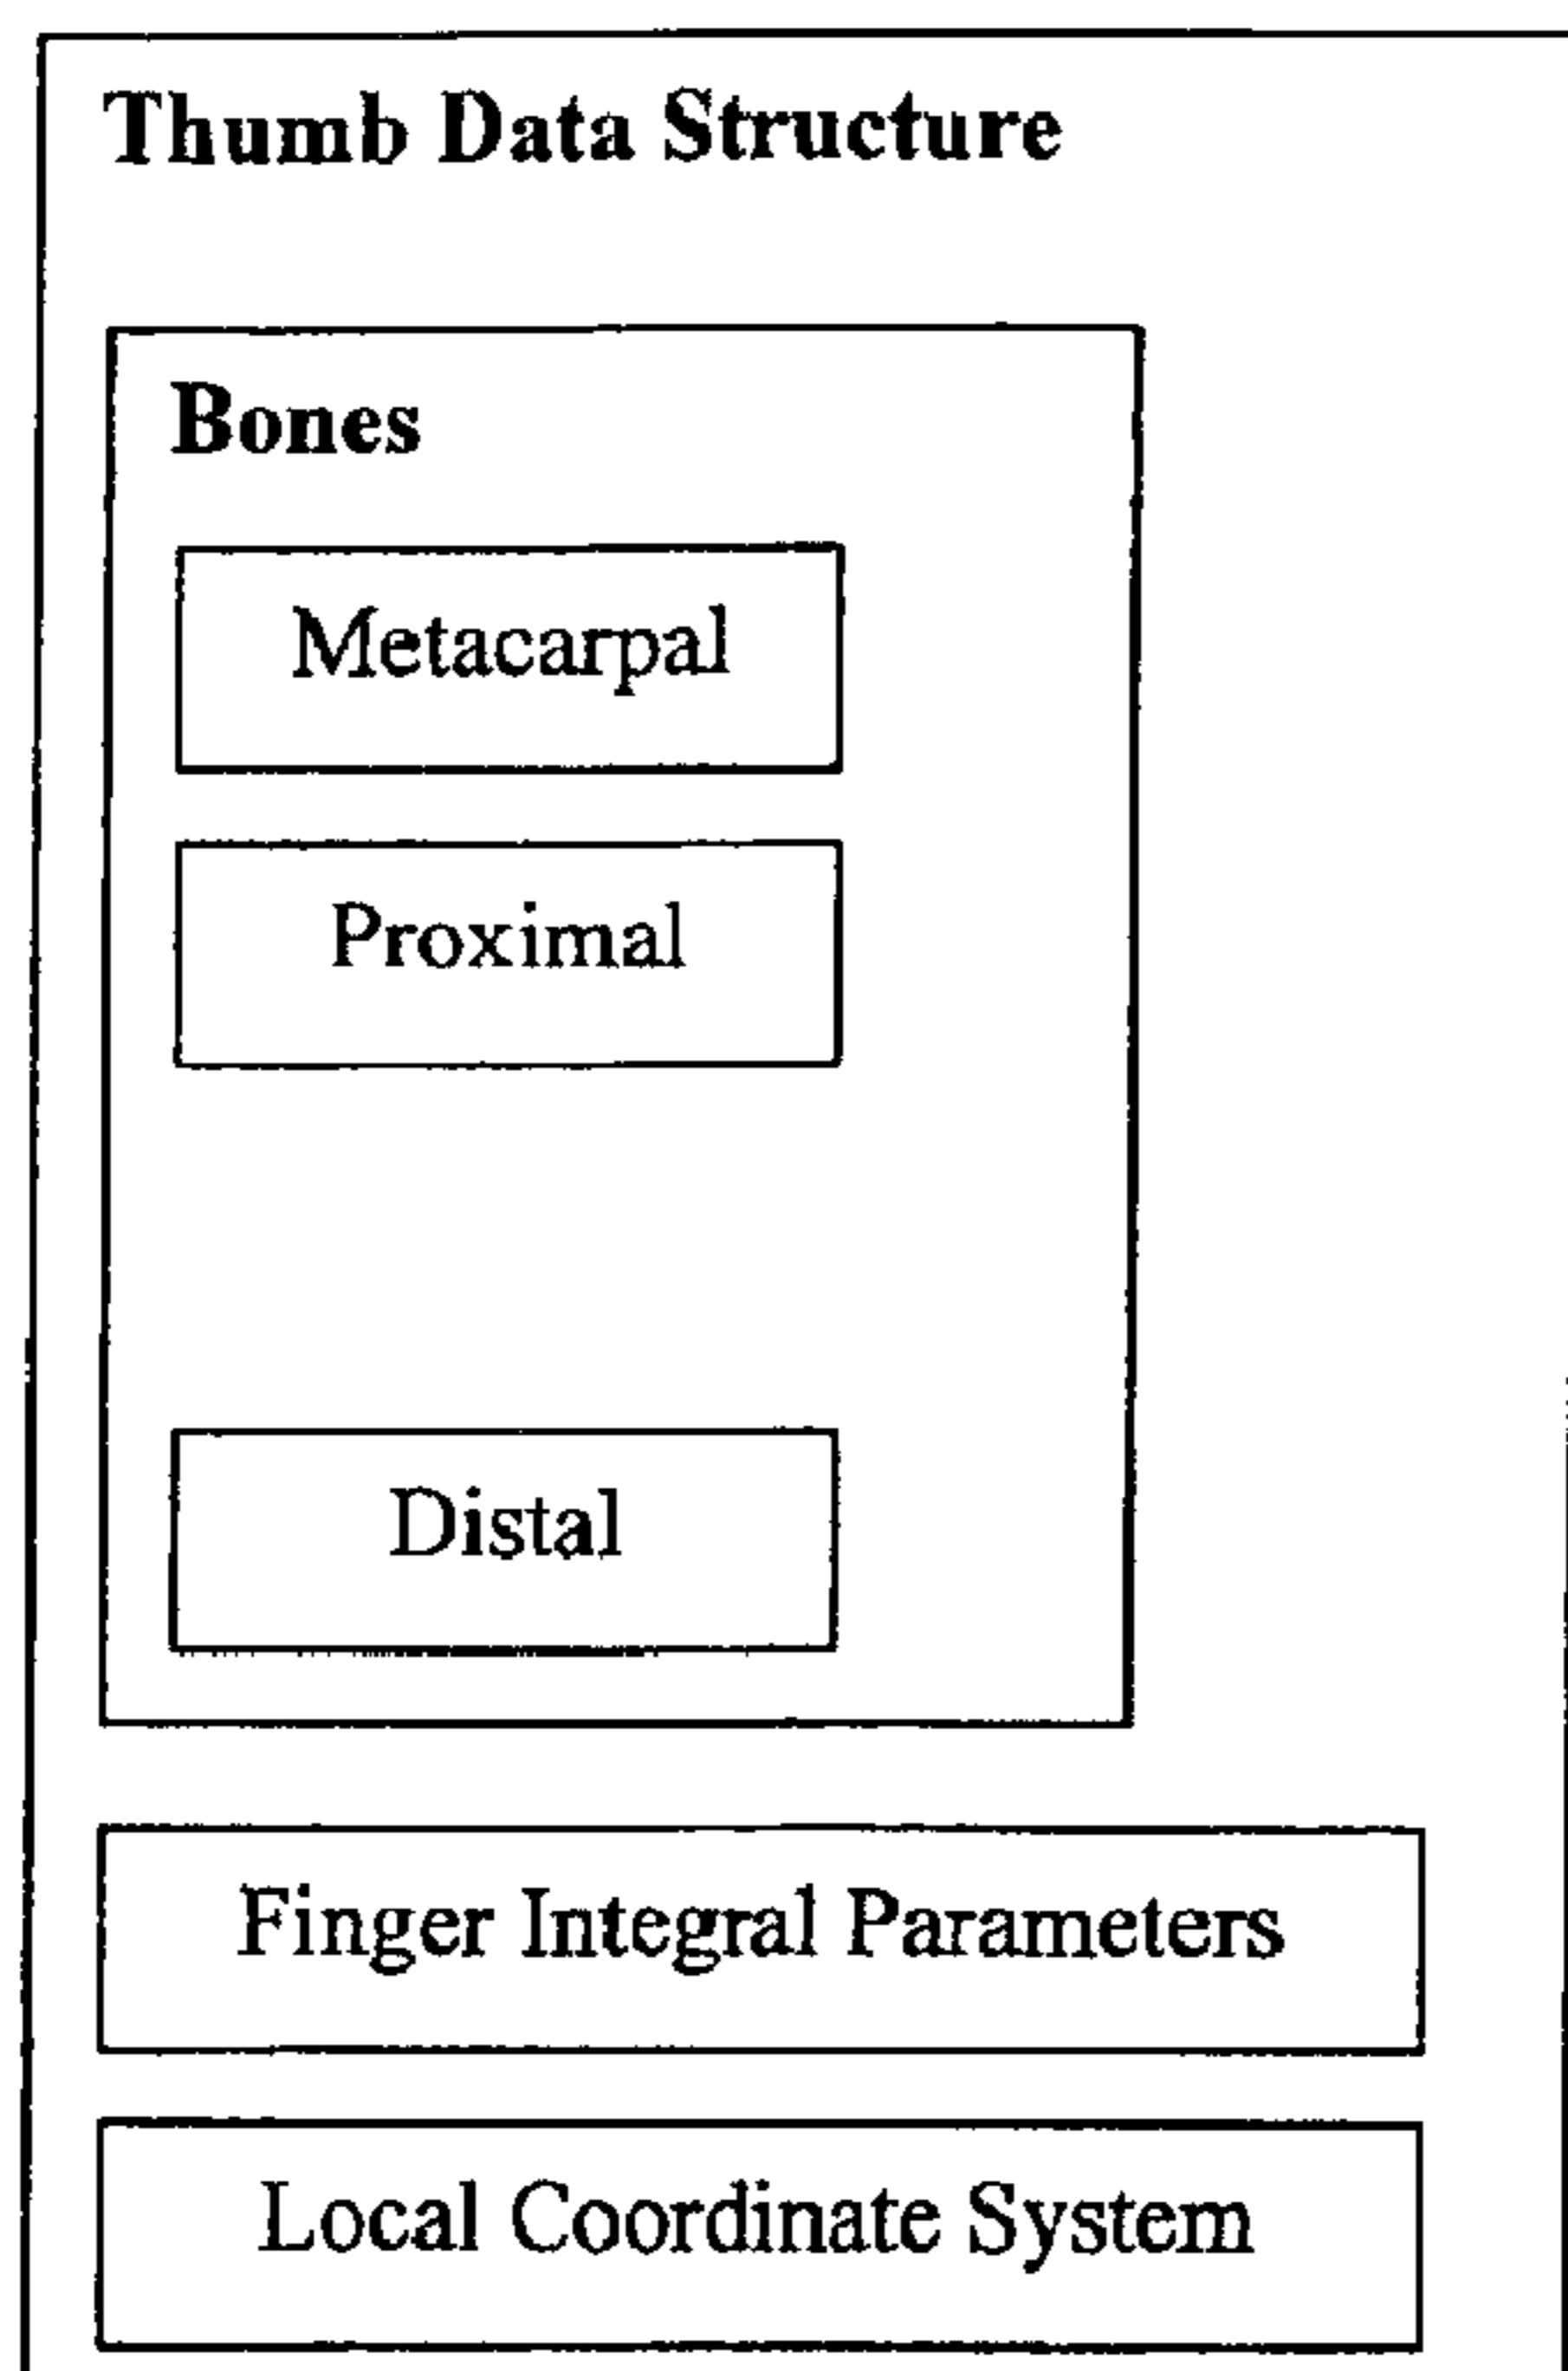 Thumb Data Structure
Bones
Metacarpal
Proximal
Distal
Finger Integral Parameters
Local Coordinate System